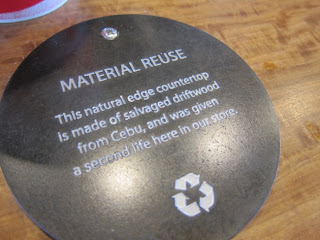 MATERIAL REUSE
This natural edge countertop
is made of salvaged driftwood
from Cebu, and was given
a second life here in our store.